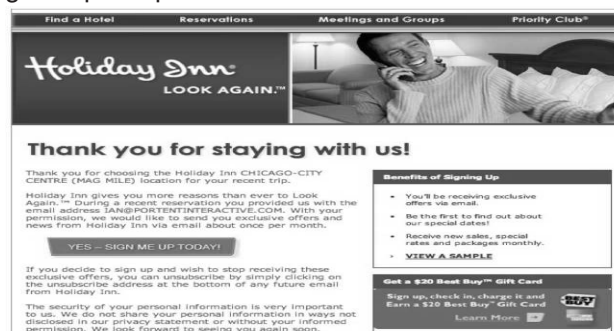 Find a Hotel Reservations Meetings and Groups Priority Club®
Holiday Inn®
LOOK AGAIN.™
Thank you for staying with us!
Thank you for choosing the Holiday Inn CHICAGO-CITY
CENTRE (MAG MILE) location for your recent trip.
Holiday Inn gives you more reasons than ever to Look
Again.™ During a recent reservation you provided us with the
email address IAN@PORTENTINTERACTIVE.COM. With your
permission, we would like to send you exclusive offers and
news from Holiday Inn via email about once per month.
YES – SIGN ME UP TODAY!
If you decide to sign up and wish to stop receiving these
exclusive offers, you can unsubscribe by simply clicking on
the unsubscribe address at the bottom of any future email
from Holiday Inn.
The security of your personal information is very important
to us. We do not share your personal information in ways not
disclosed in our privacy statement or without your informed
permission. We look forward to seeing you again soon.
Benefits of Signing Up
• You'll be receiving exclusive
offers via email.
• Be the first to find out about
our special dates!
• Receive new sales, special
rates and packages monthly.
› VIEW A SAMPLE
Get a $20 Best Buy™ Gift Card
Sign up, check in, charge it and
Earn a $20 Best Buy™ Gift Card
Learn More
BEST
BUY